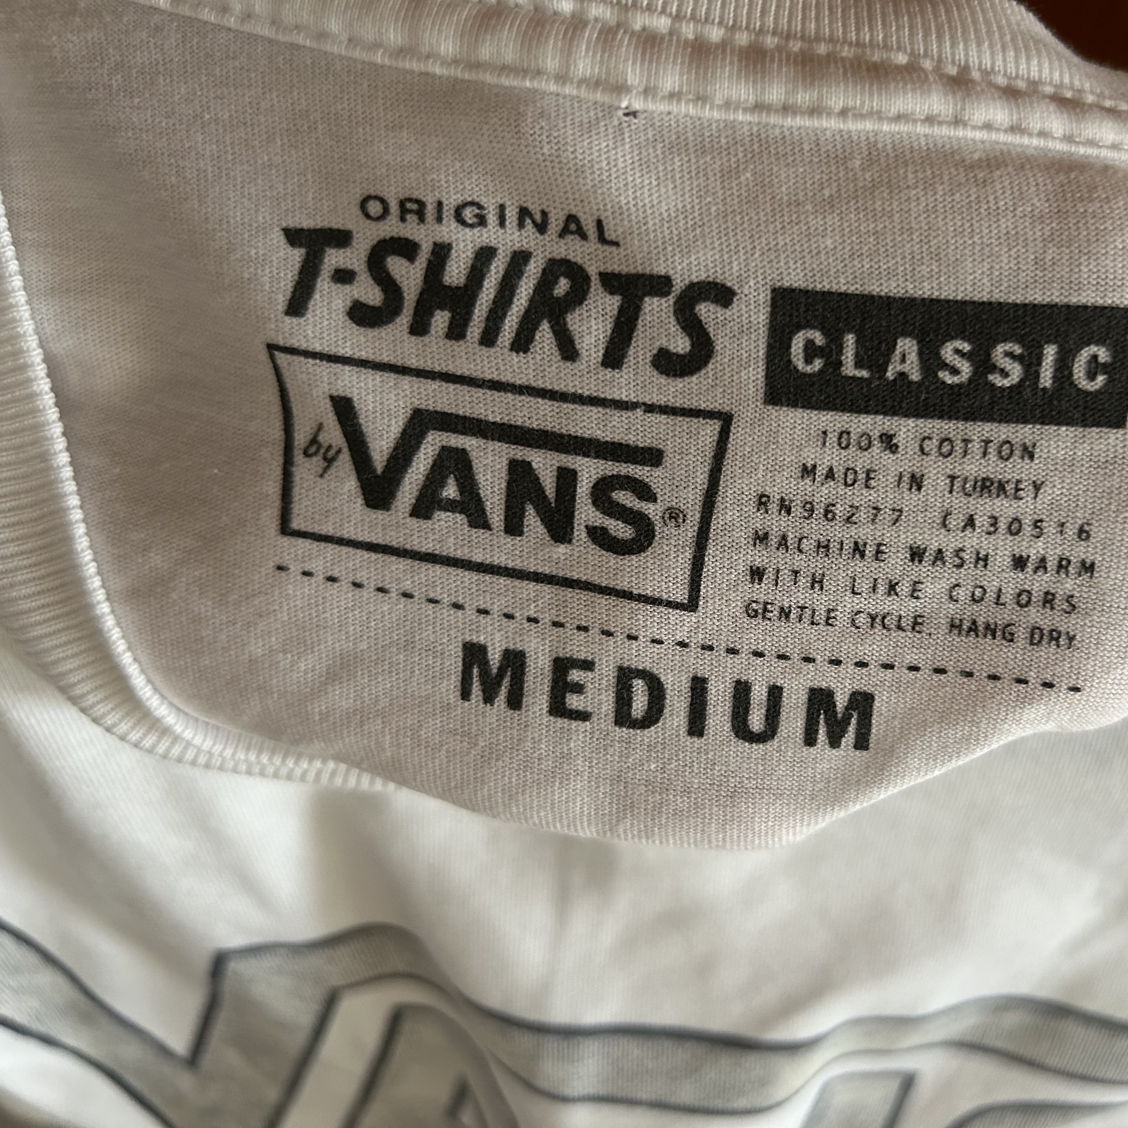 ORIGINAL
T-SHIRTS
by VANS®
CLASSIC
100% COTTON
MADE IN TURKEY
RN96277 CA30516
MACHINE WASH WARM
WITH LIKE COLORS
GENTLE CYCLE. HANG DRY.
MEDIUM